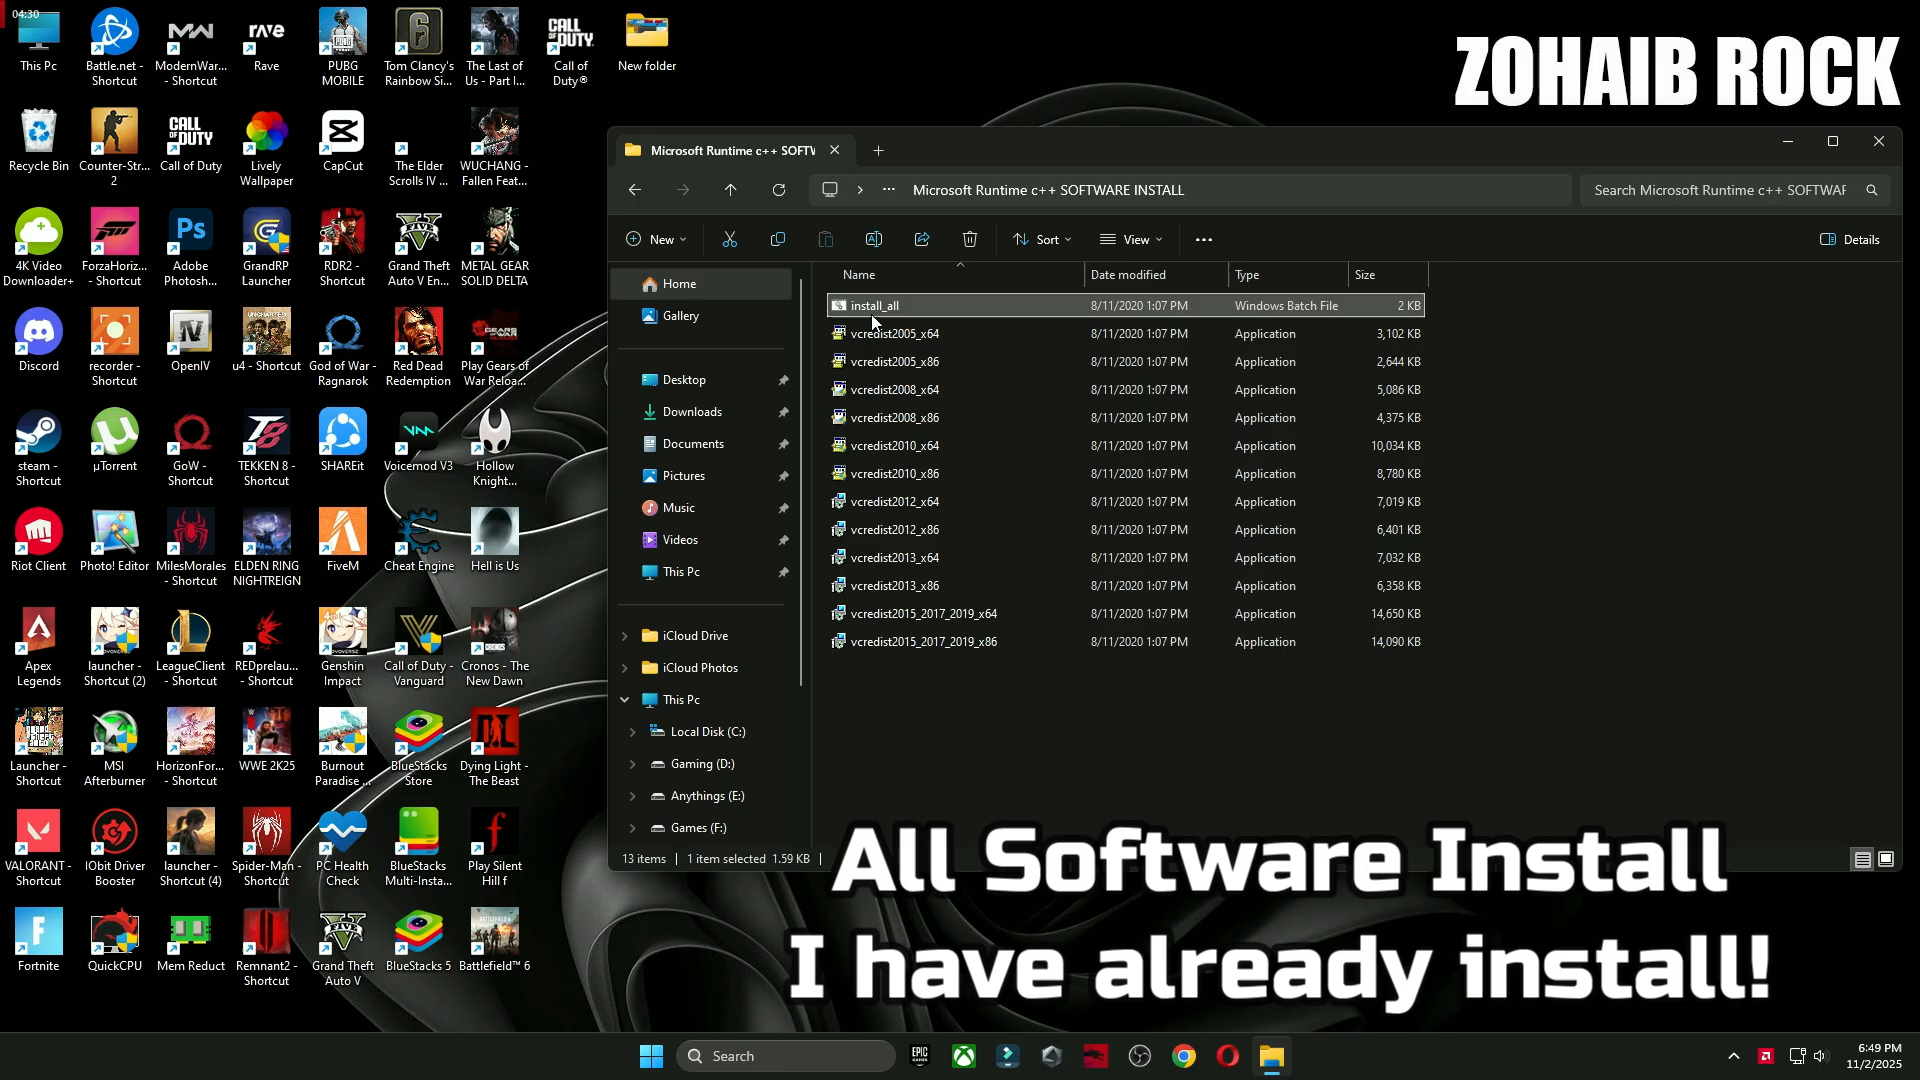 04:30
This Pc
Battle.net -
Shortcut
ModernWar...
- Shortcut
rave
Rave
PUBG
MOBILE
Tom Clancy's
Rainbow Si...
The Last of
Us - Part I...
CALL OF DUTY.
Call of
Duty®
New folder
ZOHAIB ROCK
Recycle Bin
Counter-Str...
2
CALL OF DUTY
Call of Duty
Lively
Wallpaper
CapCut
The Elder
Scrolls IV ...
WUCHANG -
Fallen Feat...
4K Video
Downloader+
ForzaHoriz...
- Shortcut
Ps
Adobe
Photosh...
GrandRP
Launcher
RDR2 -
Shortcut
Grand Theft
Auto V En...
METAL GEAR
SOLID DELTA
Discord
recorder -
Shortcut
IV
OpenIV
u4 - Shortcut
God of War -
Ragnarok
Red Dead
Redemption
Play Gears of
War Reloa...
steam -
Shortcut
µTorrent
GoW -
Shortcut
TEKKEN 8 -
Shortcut
SHAREit
Voicemod V3
Hollow
Knight...
Riot Client
Photo! Editor
MilesMorales
- Shortcut
ELDEN RING
NIGHTREIGN
FiveM
Cheat Engine
Hell is Us
Apex
Legends
launcher -
Shortcut (2)
LeagueClient
- Shortcut
REDprelau...
- Shortcut
Genshin
Impact
Call of Duty -
Vanguard
Cronos - The
New Dawn
Launcher -
Shortcut
MSI
Afterburner
HorizonFor...
- Shortcut
WWE 2K25
Burnout
Paradise ...
BlueStacks
Store
Dying Light -
The Beast
VALORANT -
Shortcut
IObit Driver
Booster
launcher -
Shortcut (4)
Spider-Man -
Shortcut
PC Health
Check
BlueStacks
Multi-Insta...
Play Silent
Hill f
Fortnite
QuickCPU
Mem Reduct
Remnant2 -
Shortcut
Grand Theft
Auto V
BlueStacks 5
Battlefield™ 6
Microsoft Runtime c++ SOFTV
Microsoft Runtime c++ SOFTWARE INSTALL
Search Microsoft Runtime c++ SOFTWAF
New
Sort
View
Details
Home
Gallery
Desktop
Downloads
Documents
Pictures
Music
Videos
This Pc
iCloud Drive
iCloud Photos
This Pc
Local Disk (C:)
Gaming (D:)
Anythings (E:)
Games (F:)
Name Date modified Type Size
install_all 8/11/2020 1:07 PM Windows Batch File 2 KB
vcredist2005_x64 8/11/2020 1:07 PM Application 3,102 KB
vcredist2005_x86 8/11/2020 1:07 PM Application 2,644 KB
vcredist2008_x64 8/11/2020 1:07 PM Application 5,086 KB
vcredist2008_x86 8/11/2020 1:07 PM Application 4,375 KB
vcredist2010_x64 8/11/2020 1:07 PM Application 10,034 KB
vcredist2010_x86 8/11/2020 1:07 PM Application 8,780 KB
vcredist2012_x64 8/11/2020 1:07 PM Application 7,019 KB
vcredist2012_x86 8/11/2020 1:07 PM Application 6,401 KB
vcredist2013_x64 8/11/2020 1:07 PM Application 7,032 KB
vcredist2013_x86 8/11/2020 1:07 PM Application 6,358 KB
vcredist2015_2017_2019_x64 8/11/2020 1:07 PM Application 14,650 KB
vcredist2015_2017_2019_x86 8/11/2020 1:07 PM Application 14,090 KB
13 items 1 item selected 1.59 KB
All Software Install
I have already install!
Search
EPIC GAMES
6:49 PM
11/2/2025